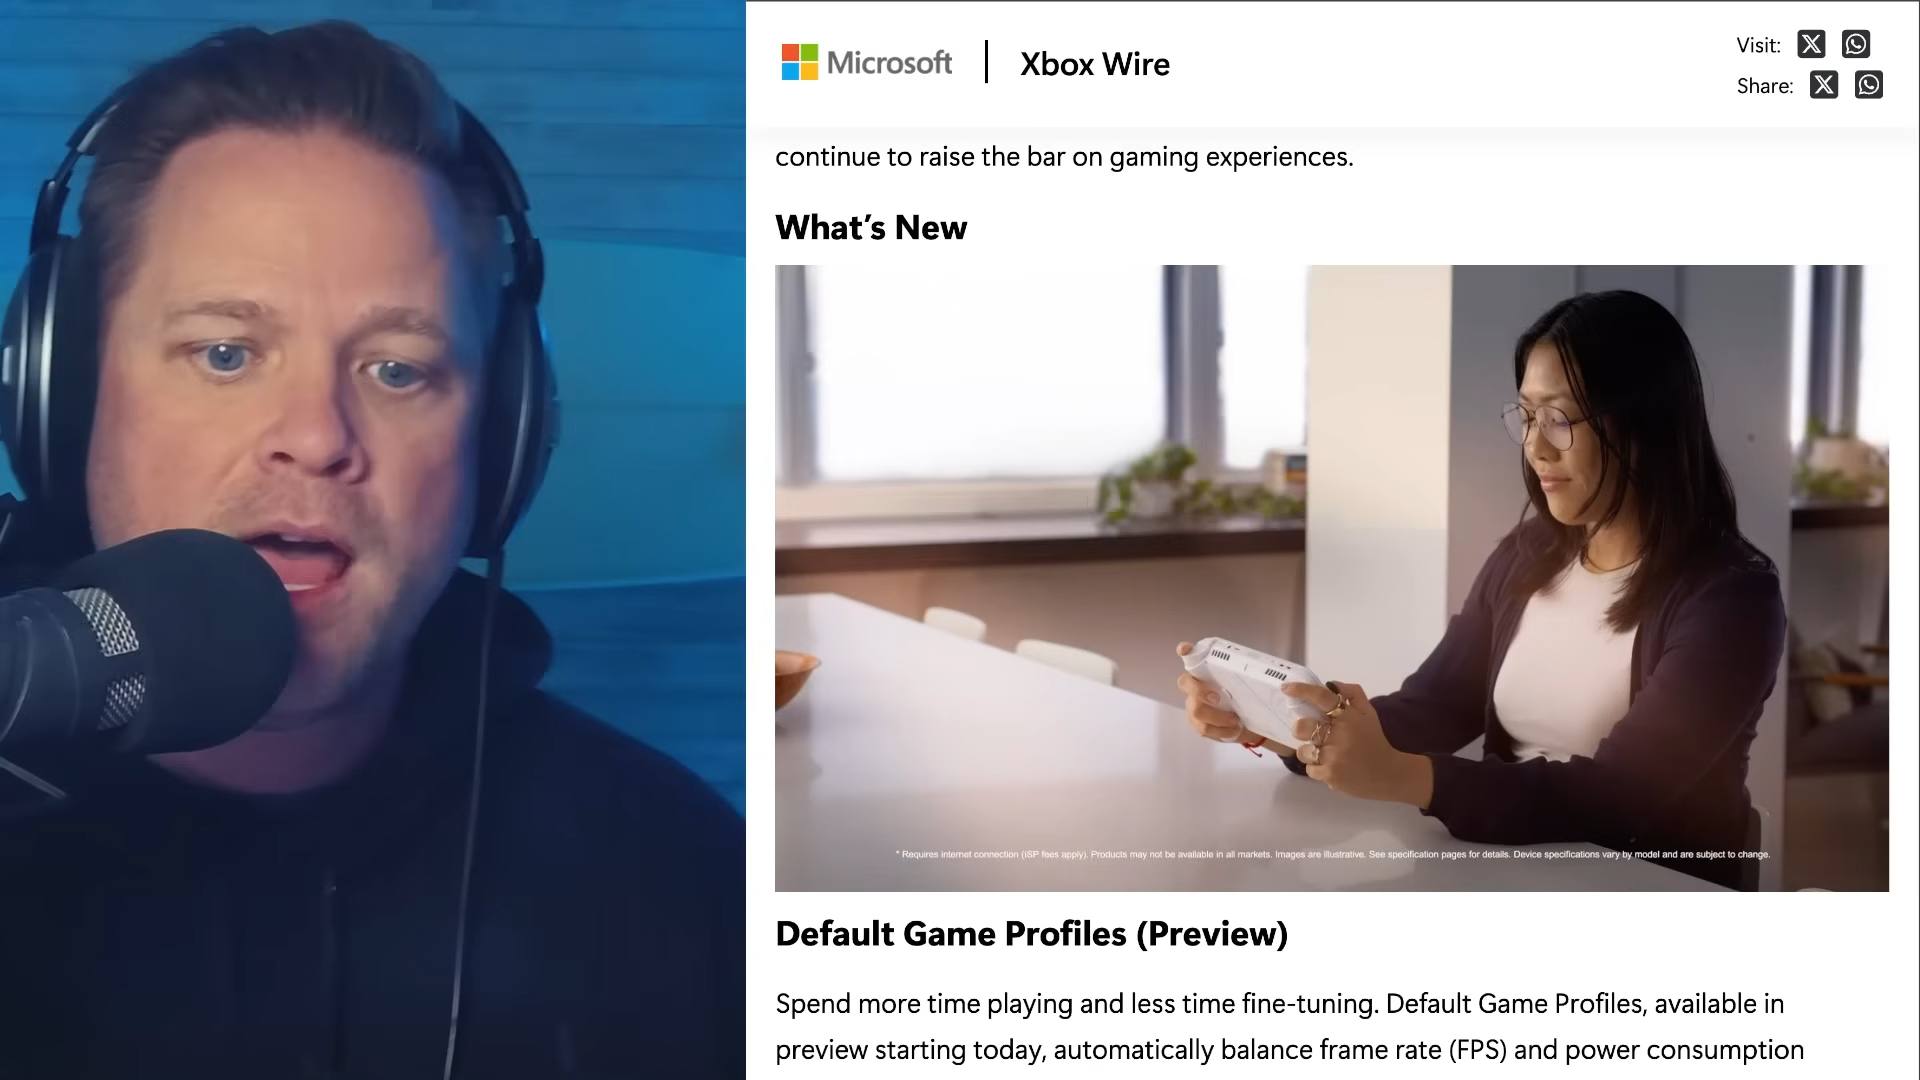 Microsoft | Xbox Wire
Visit:
Share:
continue to raise the bar on gaming experiences.
What's New
* Requires internet connection (ISP fees apply). Products may not be available in all markets. Images are illustrative. See specification pages for details. Device specifications vary by model and are subject to change.
Default Game Profiles (Preview)
Spend more time playing and less time fine-tuning. Default Game Profiles, available in
preview starting today, automatically balance frame rate (FPS) and power consumption